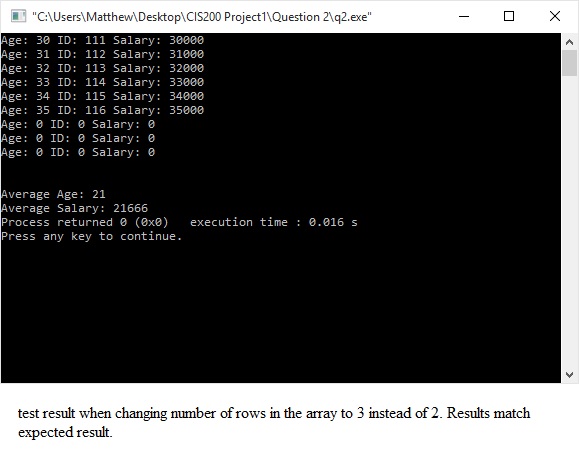 "C:\Users\Matthew\Desktop\CIS200 Project1\Question 2\q2.exe"
Age: 30 ID: 111 Salary: 30000
Age: 31 ID: 112 Salary: 31000
Age: 32 ID: 113 Salary: 32000
Age: 33 ID: 114 Salary: 33000
Age: 34 ID: 115 Salary: 34000
Age: 35 ID: 116 Salary: 35000
Age: 0 ID: 0 Salary: 0
Age: 0 ID: 0 Salary: 0
Age: 0 ID: 0 Salary: 0
Average Age: 21
Average Salary: 21666
Process returned 0 (0x0)   execution time : 0.016 s
Press any key to continue.
test result when changing number of rows in the array to 3 instead of 2. Results match
expected result.